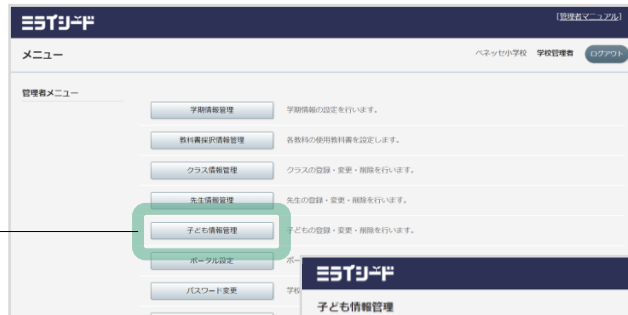 ミライシード
[管理者マニュアル]
メニュー
ベネッセ小学校 学校管理者 ログアウト
管理者メニュー
学期情報管理 学期情報の設定を行います。
教科書採択情報管理 各教科の使用教科書を設定します。
クラス情報管理 クラスの登録・変更・削除を行います。
先生情報管理 先生の登録・変更・削除を行います。
子ども情報管理 子どもの登録・変更・削除を行います。
ポータル設定 ポー
パスワード変更 学校
ミライシード
子ども情報管理